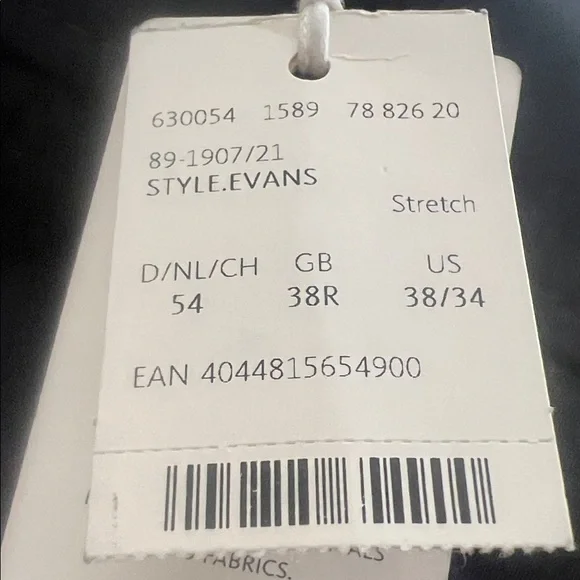 630054 1589 78 826 20
89-1907/21
STYLE.EVANS
Stretch
D/NL/CH GB US
54 38R 38/34
EAN 4044815654900
FABRICS.